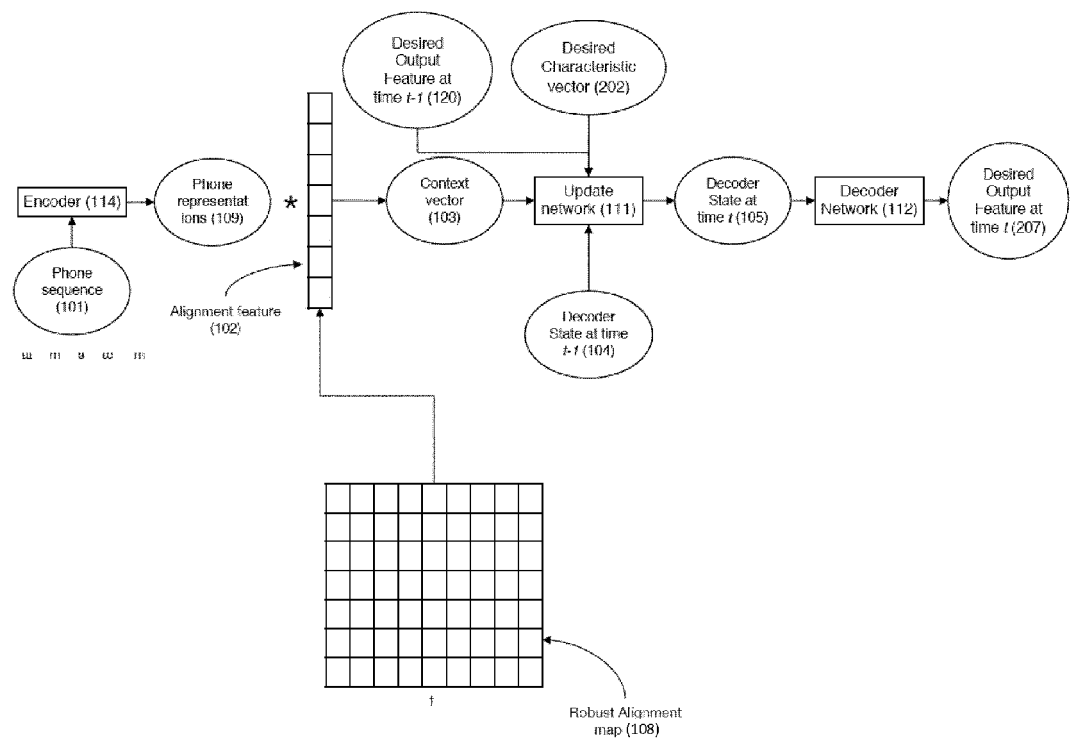 Desired
Output
Feature at
time t-1 (120)
Desired
Characteristic
vector (202)
Encoder (114)
Phone
representat
ions (109)
*
Context
vector
(103)
Update
network (111)
Decoder
State at
time t (105)
Decoder
Network (112)
Desired
Output
Feature at
time t (207)
Phone
sequence
(101)
Alignment feature
(102)
Decoder
State at time
t-1 (104)
t
Robust Alignment
map (108)